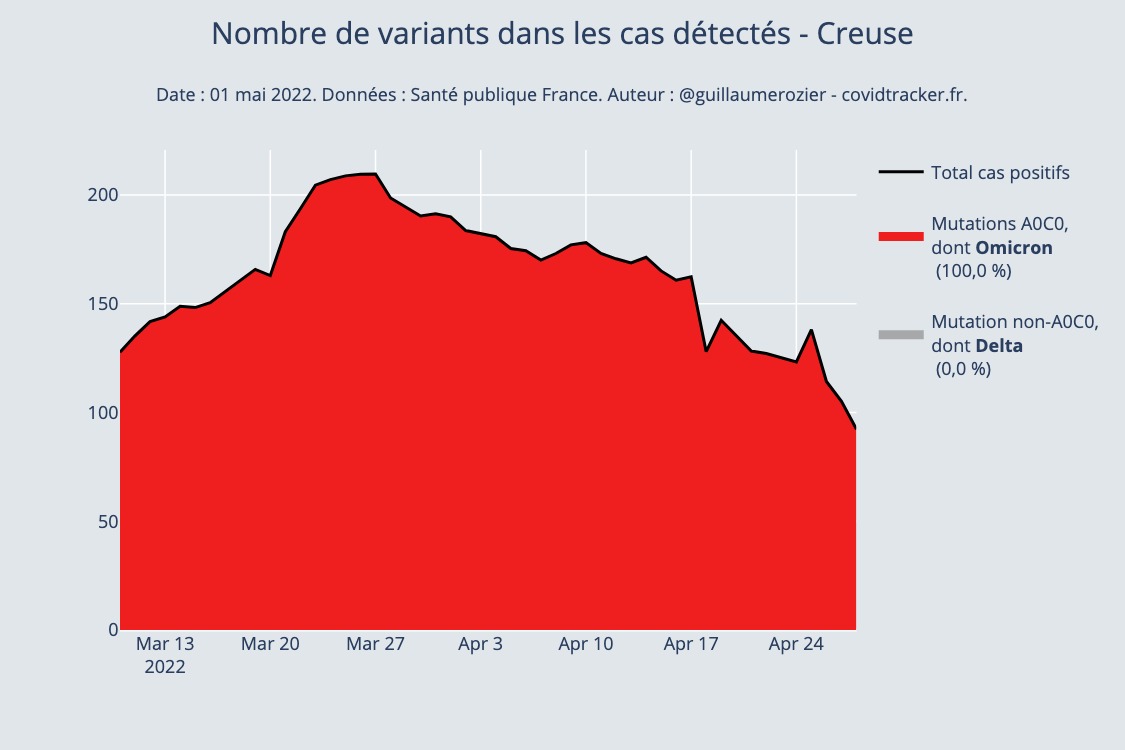 Nombre de variants dans les cas détectés - Creuse
Date : 01 mai 2022. Données : Santé publique France. Auteur : @guillaumerozier - covidtracker.fr.
200
150
100
50
0
Mar 13
2022
Mar 20
Mar 27
Apr 3
Apr 10
Apr 17
Apr 24
Total cas positifs
Mutations A0C0,
dont Omicron
(100,0 %)
Mutation non-A0C0,
dont Delta
(0,0 %)